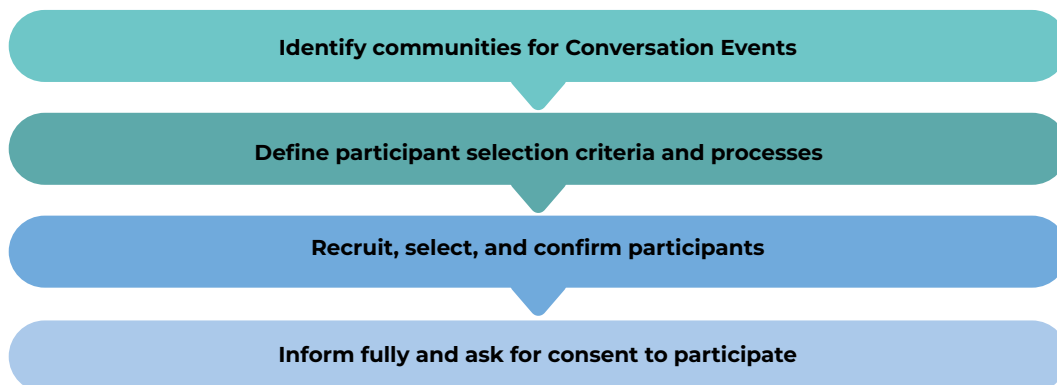 Identify communities for Conversation Events
Define participant selection criteria and processes
Recruit, select, and confirm participants
Inform fully and ask for consent to participate